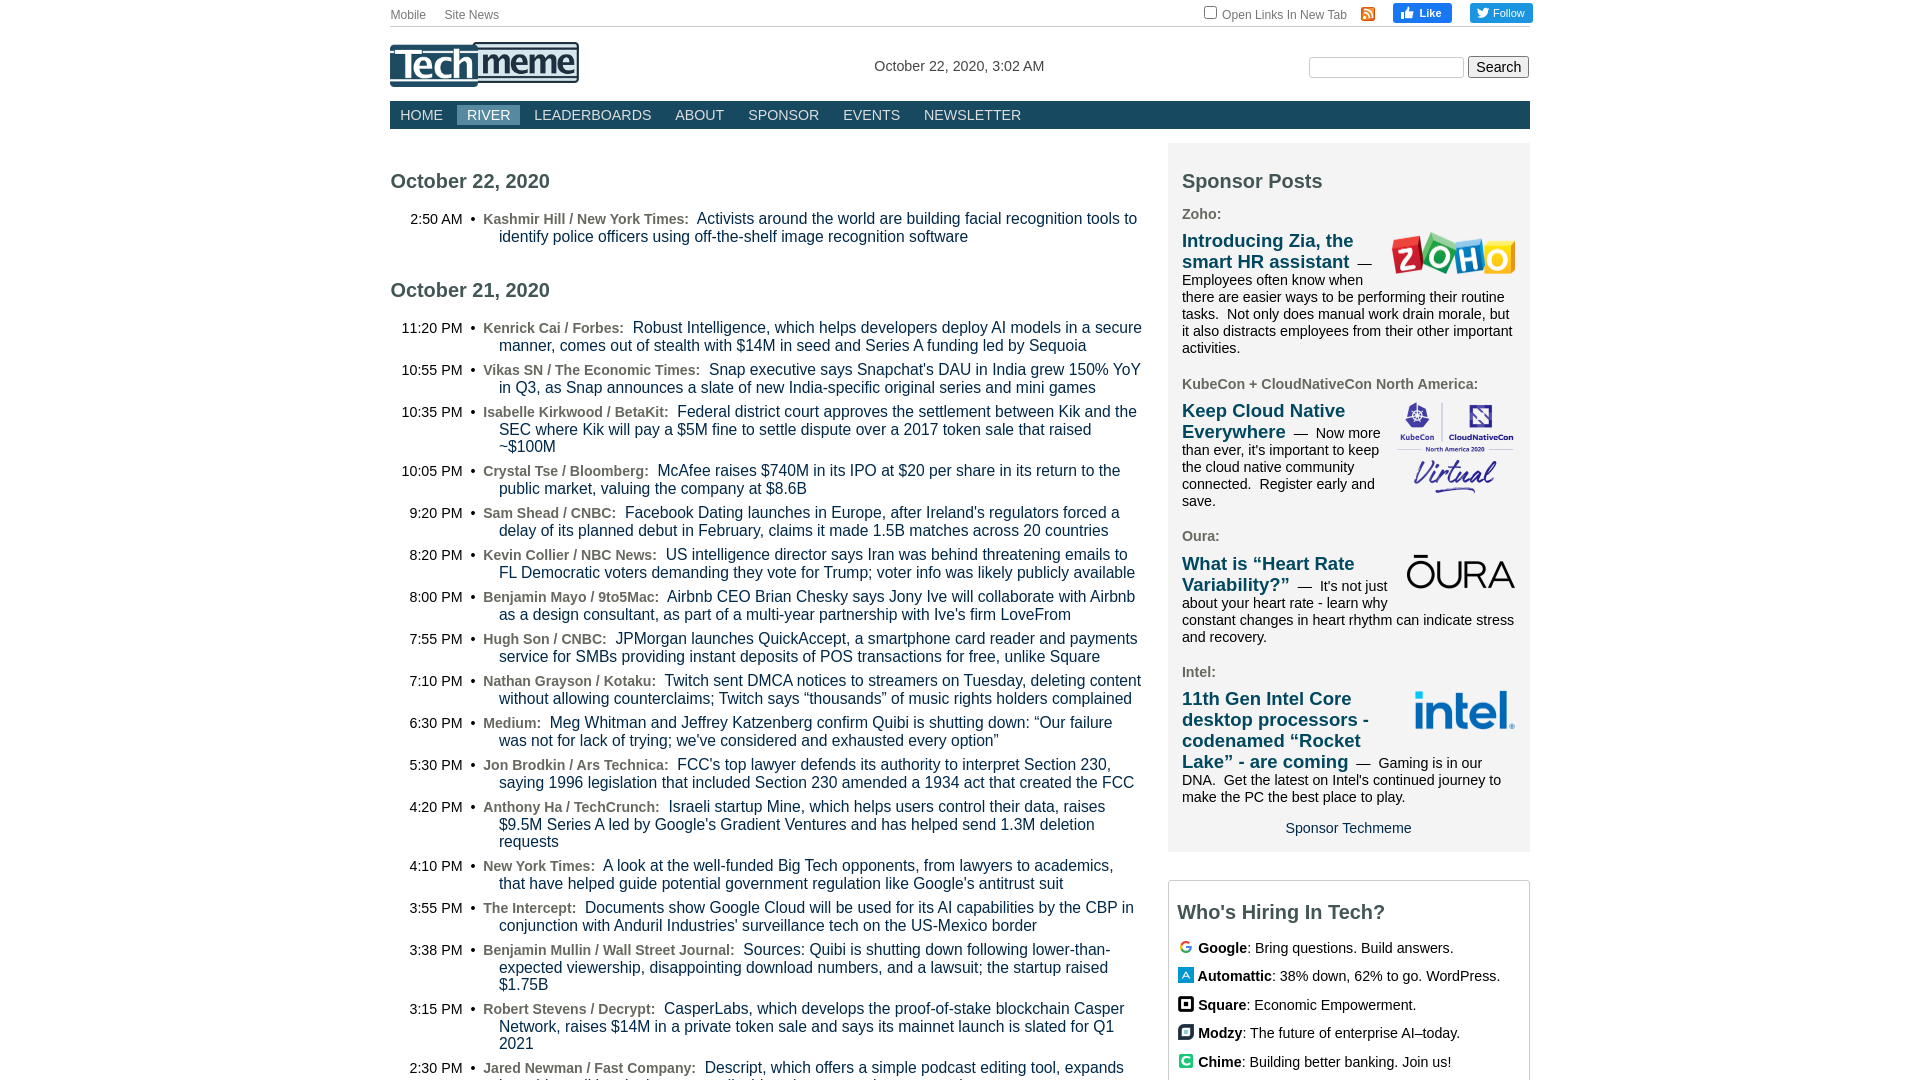 Mobile Site News Open Links In New Tab Like Follow
Techmeme October 22, 2020, 3:02 AM Search
HOME RIVER LEADERBOARDS ABOUT SPONSOR EVENTS NEWSLETTER
October 22, 2020
2:50 AM • Kashmir Hill / New York Times: Activists around the world are building facial recognition tools to
identify police officers using off-the-shelf image recognition software
October 21, 2020
11:20 PM • Kenrick Cai / Forbes: Robust Intelligence, which helps developers deploy AI models in a secure
manner, comes out of stealth with $14M in seed and Series A funding led by Sequoia
10:55 PM • Vikas SN / The Economic Times: Snap executive says Snapchat's DAU in India grew 150% YoY
in Q3, as Snap announces a slate of new India-specific original series and mini games
10:35 PM • Isabelle Kirkwood / BetaKit: Federal district court approves the settlement between Kik and the
SEC where Kik will pay a $5M fine to settle dispute over a 2017 token sale that raised
~$100M
10:05 PM • Crystal Tse / Bloomberg: McAfee raises $740M in its IPO at $20 per share in its return to the
public market, valuing the company at $8.6B
9:20 PM • Sam Shead / CNBC: Facebook Dating launches in Europe, after Ireland's regulators forced a
delay of its planned debut in February, claims it made 1.5B matches across 20 countries
8:20 PM • Kevin Collier / NBC News: US intelligence director says Iran was behind threatening emails to
FL Democratic voters demanding they vote for Trump; voter info was likely publicly available
8:00 PM • Benjamin Mayo / 9to5Mac: Airbnb CEO Brian Chesky says Jony Ive will collaborate with Airbnb
as a design consultant, as part of a multi-year partnership with Ive's firm LoveFrom
7:55 PM • Hugh Son / CNBC: JPMorgan launches QuickAccept, a smartphone card reader and payments
service for SMBs providing instant deposits of POS transactions for free, unlike Square
7:10 PM • Nathan Grayson / Kotaku: Twitch sent DMCA notices to streamers on Tuesday, deleting content
without allowing counterclaims; Twitch says “thousands” of music rights holders complained
6:30 PM • Medium: Meg Whitman and Jeffrey Katzenberg confirm Quibi is shutting down: “Our failure
was not for lack of trying; we've considered and exhausted every option”
5:30 PM • Jon Brodkin / Ars Technica: FCC's top lawyer defends its authority to interpret Section 230,
saying 1996 legislation that included Section 230 amended a 1934 act that created the FCC
4:20 PM • Anthony Ha / TechCrunch: Israeli startup Mine, which helps users control their data, raises
$9.5M Series A led by Google's Gradient Ventures and has helped send 1.3M deletion
requests
4:10 PM • New York Times: A look at the well-funded Big Tech opponents, from lawyers to academics,
that have helped guide potential government regulation like Google's antitrust suit
3:55 PM • The Intercept: Documents show Google Cloud will be used for its AI capabilities by the CBP in
conjunction with Anduril Industries' surveillance tech on the US-Mexico border
3:38 PM • Benjamin Mullin / Wall Street Journal: Sources: Quibi is shutting down following lower-than-
expected viewership, disappointing download numbers, and a lawsuit; the startup raised
$1.75B
3:15 PM • Robert Stevens / Decrypt: CasperLabs, which develops the proof-of-stake blockchain Casper
Network, raises $14M in a private token sale and says its mainnet launch is slated for Q1
2021
2:30 PM • Jared Newman / Fast Company: Descript, which offers a simple podcast editing tool, expands
Sponsor Posts
Zoho:
ZOHO
Introducing Zia, the
smart HR assistant —
Employees often know when
there are easier ways to be performing their routine
tasks. Not only does manual work drain morale, but
it also distracts employees from their other important
activities.
KubeCon + CloudNativeCon North America:
KubeCon CloudNativeCon
North America 2020
Virtual
Keep Cloud Native
Everywhere — Now more
than ever, it's important to keep
the cloud native community
connected. Register early and
save.
Oura:
ŌURA
What is “Heart Rate
Variability?” — It's not just
about your heart rate - learn why
constant changes in heart rhythm can indicate stress
and recovery.
Intel:
intel®
11th Gen Intel Core
desktop processors -
codenamed “Rocket
Lake” - are coming — Gaming is in our
DNA. Get the latest on Intel's continued journey to
make the PC the best place to play.
Sponsor Techmeme
Who's Hiring In Tech?
Google: Bring questions. Build answers.
Automattic: 38% down, 62% to go. WordPress.
Square: Economic Empowerment.
Modzy: The future of enterprise AI–today.
Chime: Building better banking. Join us!